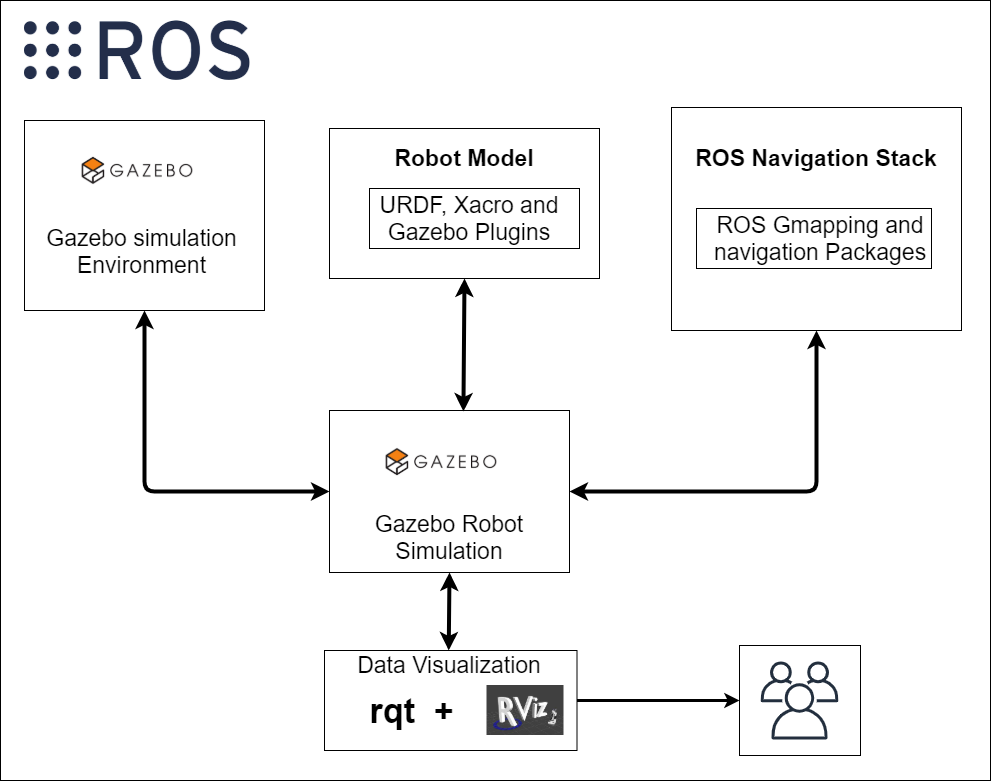 ROS
GAZEBO
Gazebo simulation
Environment
Robot Model
URDF, Xacro and
Gazebo Plugins
ROS Navigation Stack
ROS Gmapping and
navigation Packages
GAZEBO
Gazebo Robot
Simulation
Data Visualization
rqt + RViz